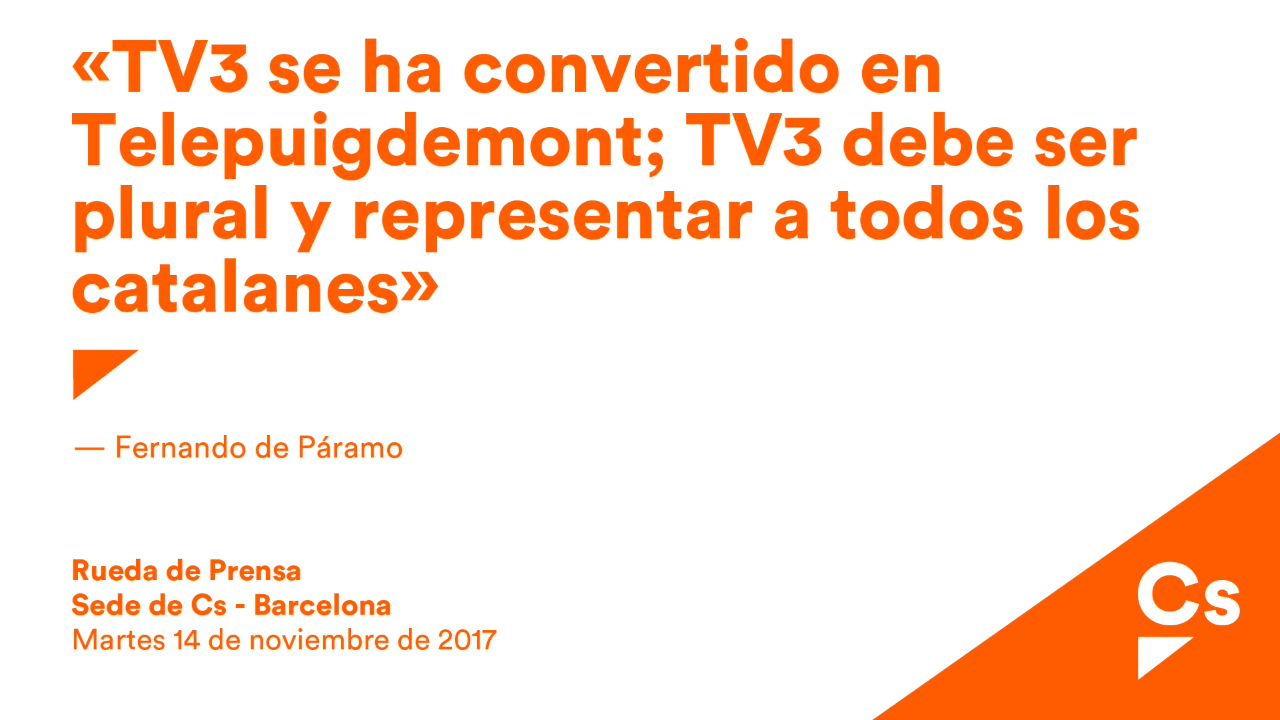 «TV3 se ha convertido en
Telepuigdemont; TV3 debe ser
plural y representar a todos los
catalanes»
— Fernando de Páramo
Rueda de Prensa
Sede de Cs - Barcelona
Martes 14 de noviembre de 2017
Cs